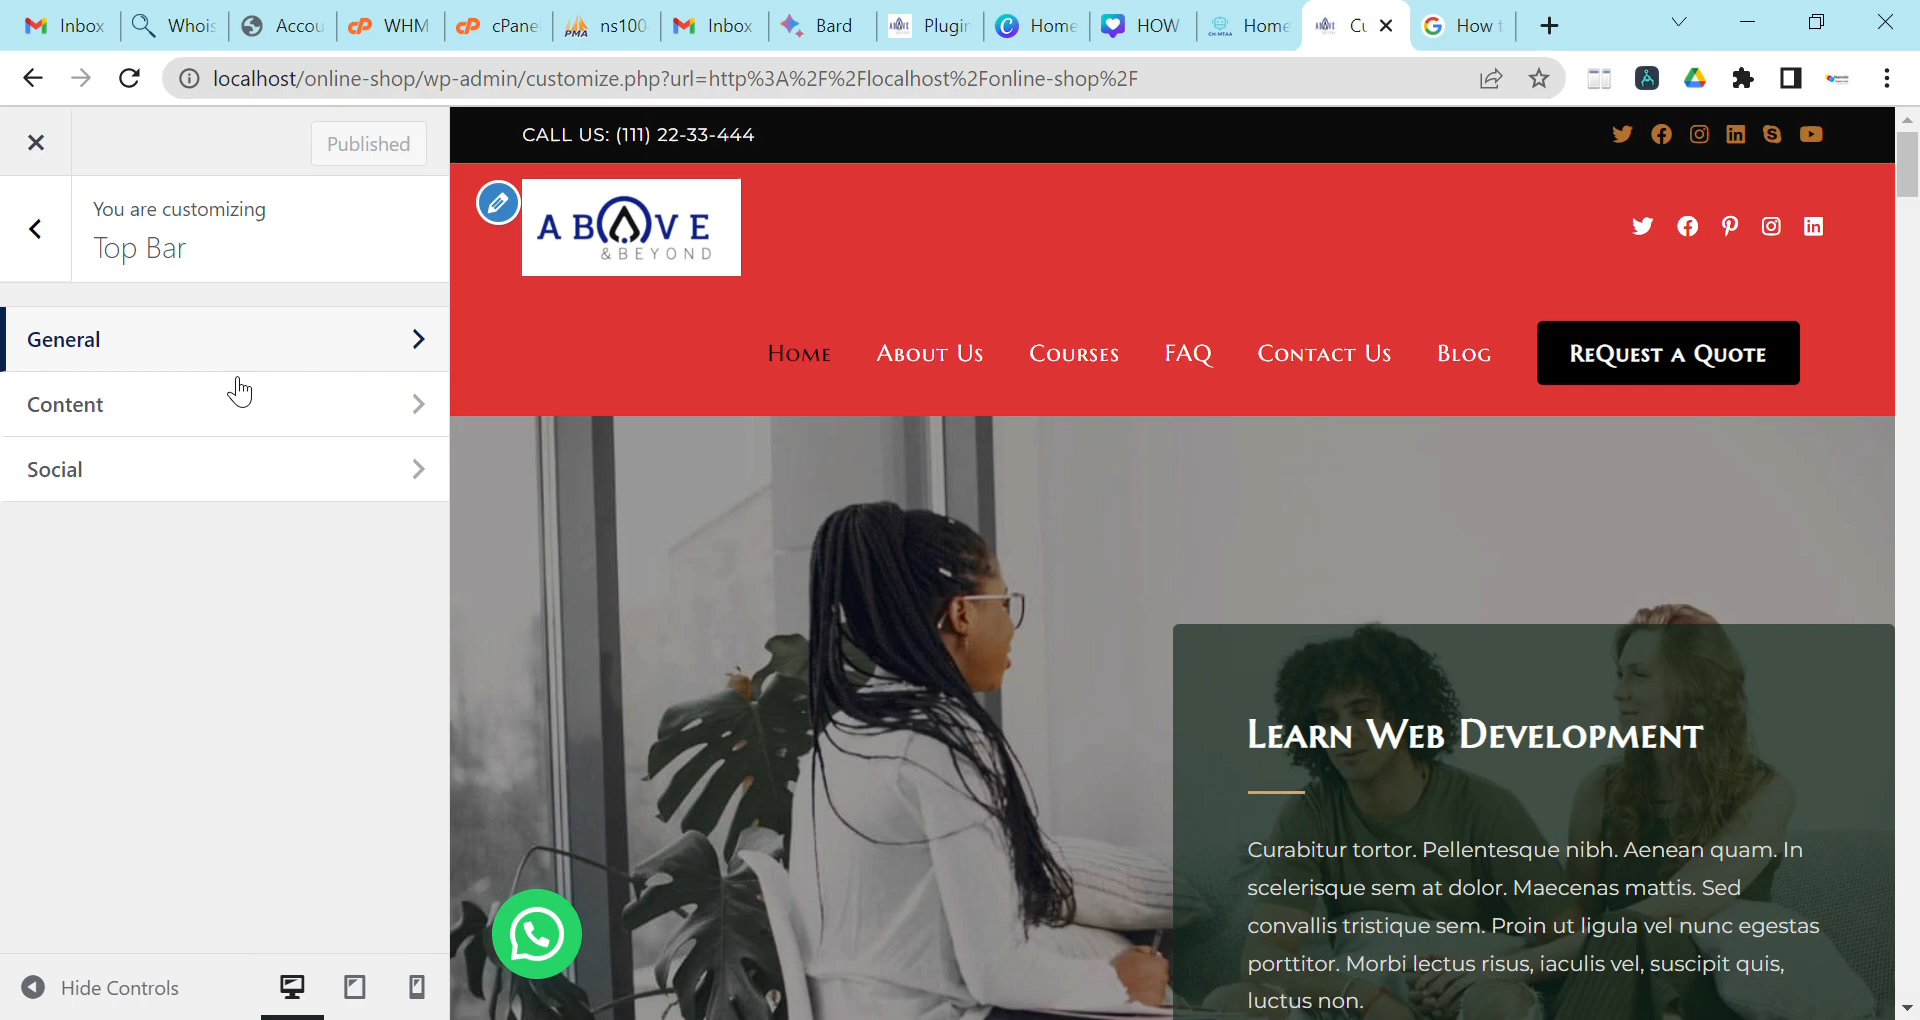 Inbox
Whois
Accou
WHM
cPane
ns100
Inbox
Bard
Plugin
Home
HOW
Home
Cu
How t
localhost/online-shop/wp-admin/customize.php?url=http%3A%2F%2Flocalhost%2Fonline-shop%2F
Published
You are customizing
Top Bar
General
Content
Social
Hide Controls
CALL US: (111) 22-33-444
ABOVE
& BEYOND
Home
About Us
Courses
FAQ
Contact Us
Blog
ReQuest a Quote
Learn Web Development
Curabitur tortor. Pellentesque nibh. Aenean quam. In
scelerisque sem at dolor. Maecenas mattis. Sed
convallis tristique sem. Proin ut ligula vel nunc egestas
porttitor. Morbi lectus risus, iaculis vel, suscipit quis,
luctus non.